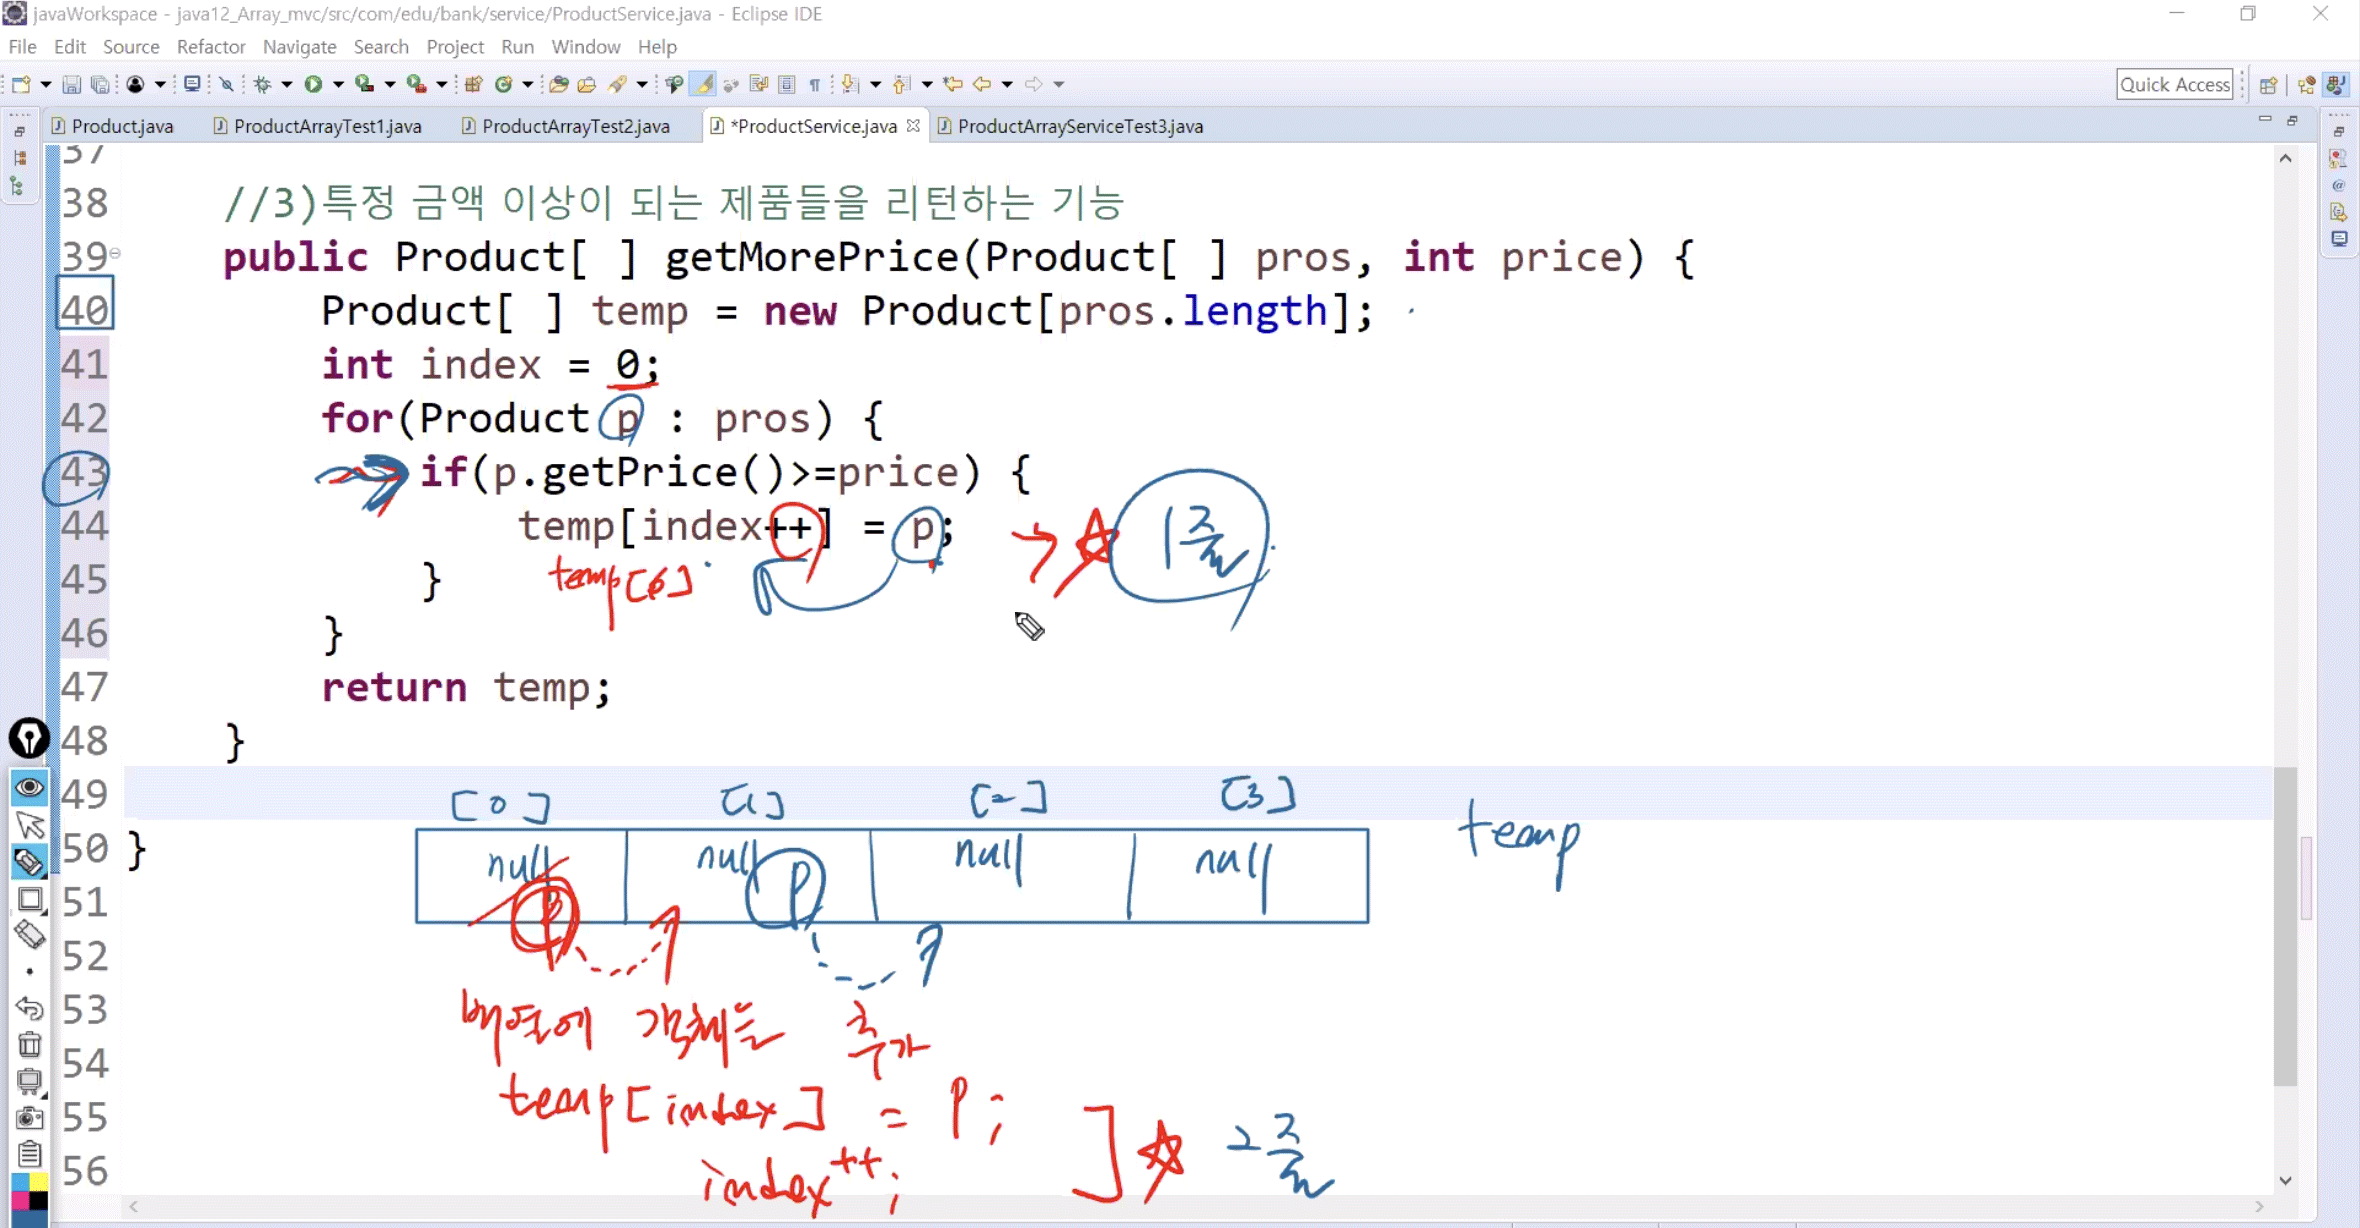 javaWorkspace - java12_Array_mvc/src/com/edu/bank/service/ProductService.java - Eclipse IDE
File Edit Source Refactor Navigate Search Project Run Window Help
Quick Access
Product.java ProductArrayTest1.java ProductArrayTest2.java *ProductService.java ProductArrayServiceTest3.java
37
38 //3)특정 금액 이상이 되는 제품들을 리턴하는 기능
39 public Product[ ] getMorePrice(Product[ ] pros, int price) {
40 Product[ ] temp = new Product[pros.length];
41 int index = 0;
42 for(Product p : pros) {
43 if(p.getPrice()>=price) {
44 temp[index++] = p;
1줄
45 }
temp[0]
46 }
47 return temp;
48 }
49
[0] [1] [2] [3]
temp
50 }
null null null null
p p
51
52
53
배열에 객체를 추가
54
temp[index] = p;
55
index++;
2줄
56